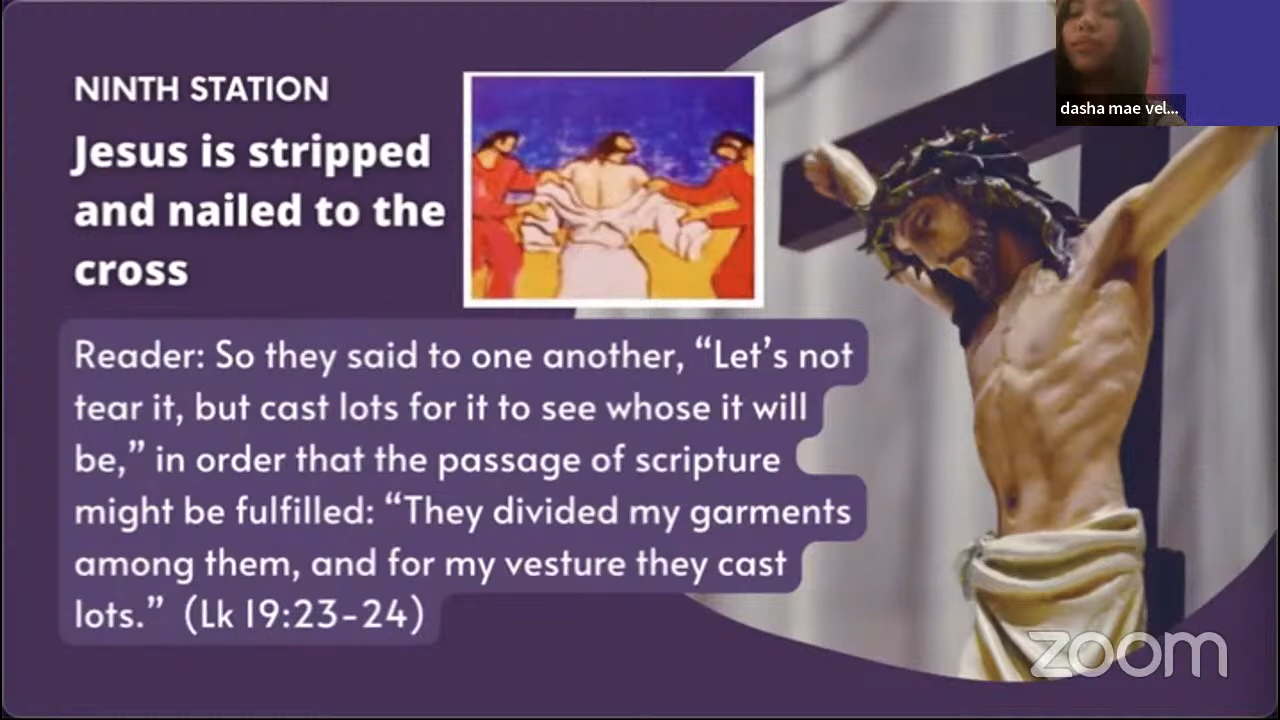 NINTH STATION
Jesus is stripped
and nailed to the
cross
Reader: So they said to one another, “Let’s not
tear it, but cast lots for it to see whose it will
be,” in order that the passage of scripture
might be fulfilled: “They divided my garments
among them, and for my vesture they cast
lots.” (Lk 19:23-24)
dasha mae vel...
zoom